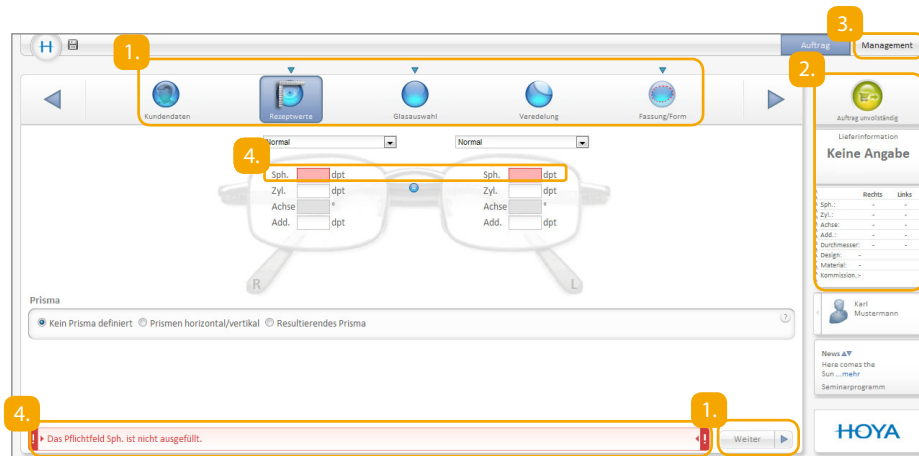 3.
H
Auftrag
Management
1.
2.
Kundendaten
Rezeptwerte
Glasauswahl
Veredelung
Fassung/Form
Auftrag unvollständig
Lieferinformation
Keine Angabe
Normal
Normal
4.
Sph. dpt
Sph. dpt
Zyl. dpt
Zyl. dpt
Achse °
Achse °
Add. dpt
Add. dpt
R
L
Rechts Links
Sph.: - -
Zyl.: - -
Achse: - -
Add.: - -
Durchmesser: - -
Design: -
Material: -
Kommission.:-
Prisma
Kein Prisma definiert
Prismen horizontal/vertikal
Resultierendes Prisma
?
Karl
Mustermann
News
Here comes the
Sun ...mehr
Seminarprogramm
4.
! Das Pflichtfeld Sph. ist nicht ausgefüllt. !
1.
Weiter
HOYA